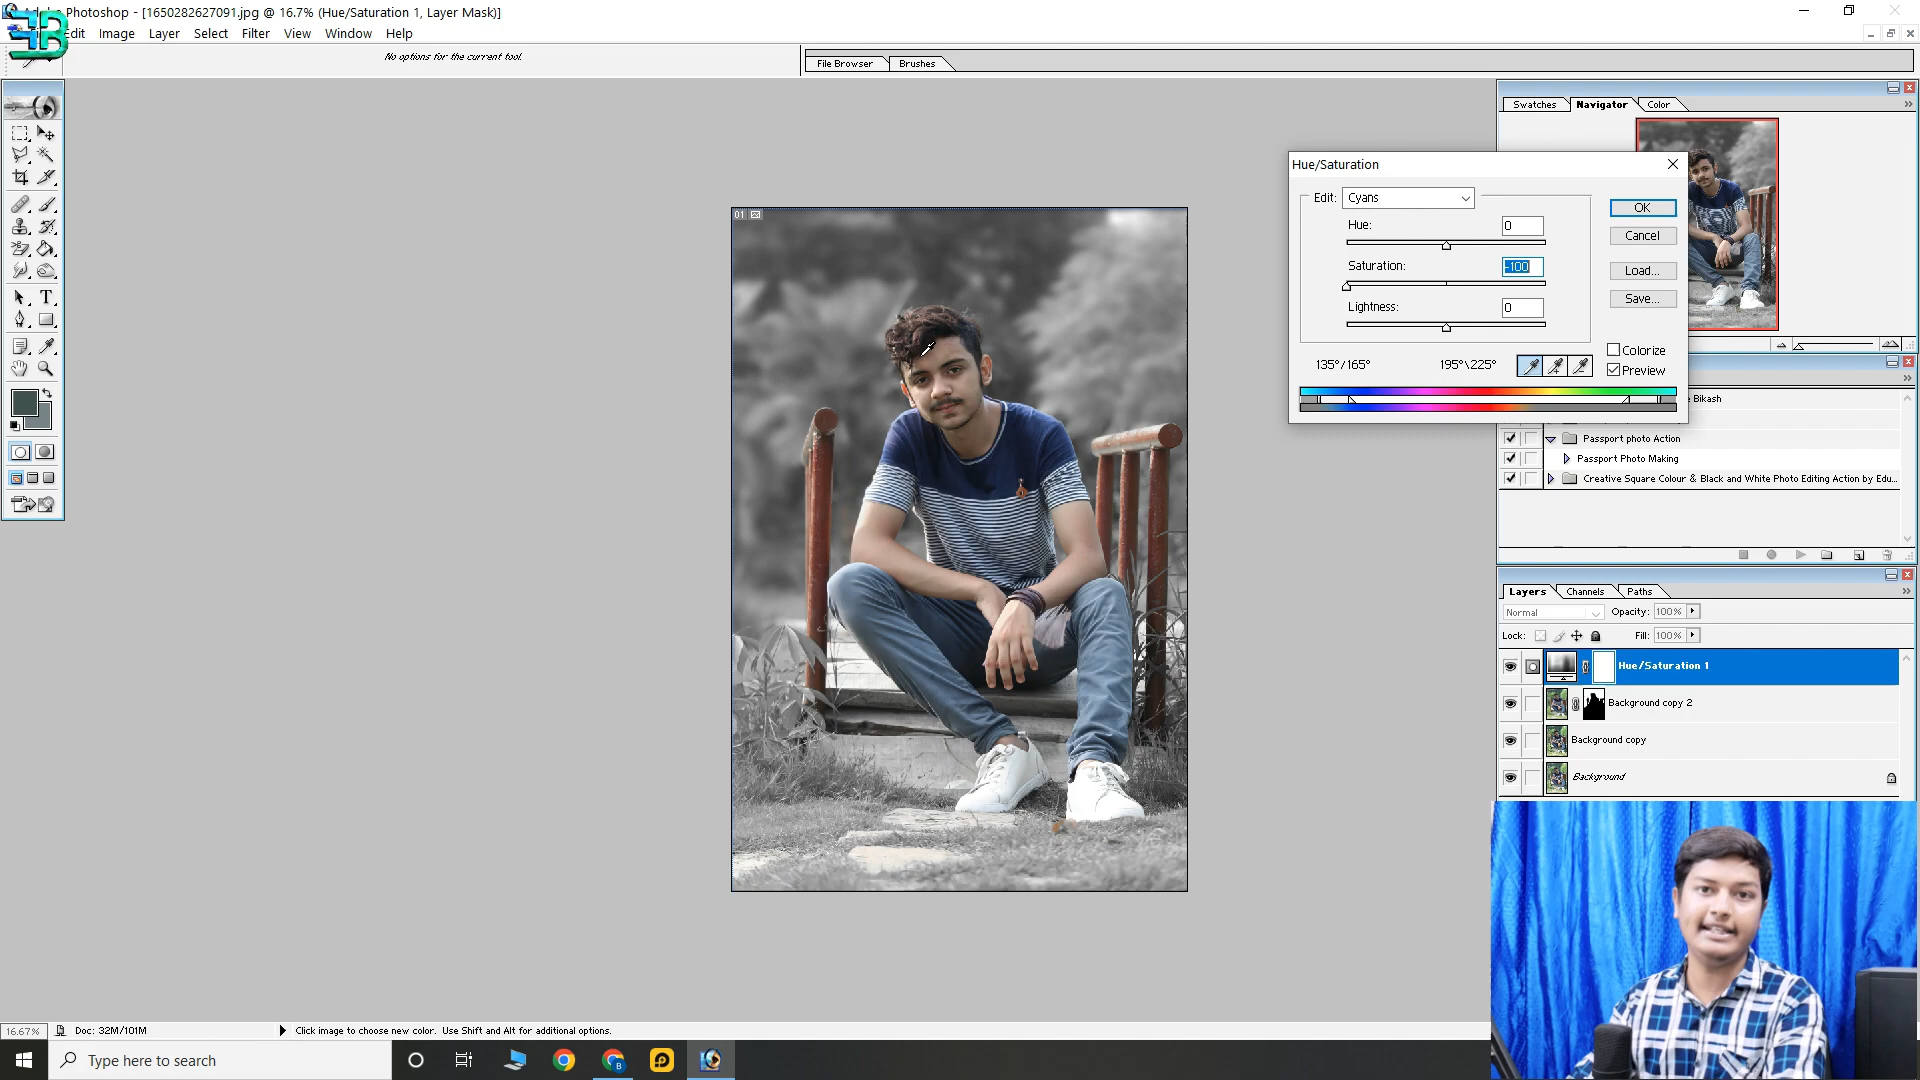 Photoshop - [1650282627091.jpg @ 16.7% (Hue/Saturation 1, Layer Mask)]
Edit Image Layer Select Filter View Window Help
No options for the current tool.
File Browser Brushes
Swatches Navigator Color
Hue/Saturation
Edit: Cyans
Hue: 0
Saturation: -100
Lightness: 0
OK
Cancel
Load...
Save...
Colorize
Preview
135°/165° 195°\225°
01
Bikash
Passport photo Action
Passport Photo Making
Creative Square Colour & Black and White Photo Editing Action by Edu...
Layers Channels Paths
Normal Opacity: 100%
Lock: Fill: 100%
Hue/Saturation 1
Background copy 2
Background copy
Background
16.67% Doc: 32M/101M Click image to choose new color. Use Shift and Alt for additional options.
Type here to search